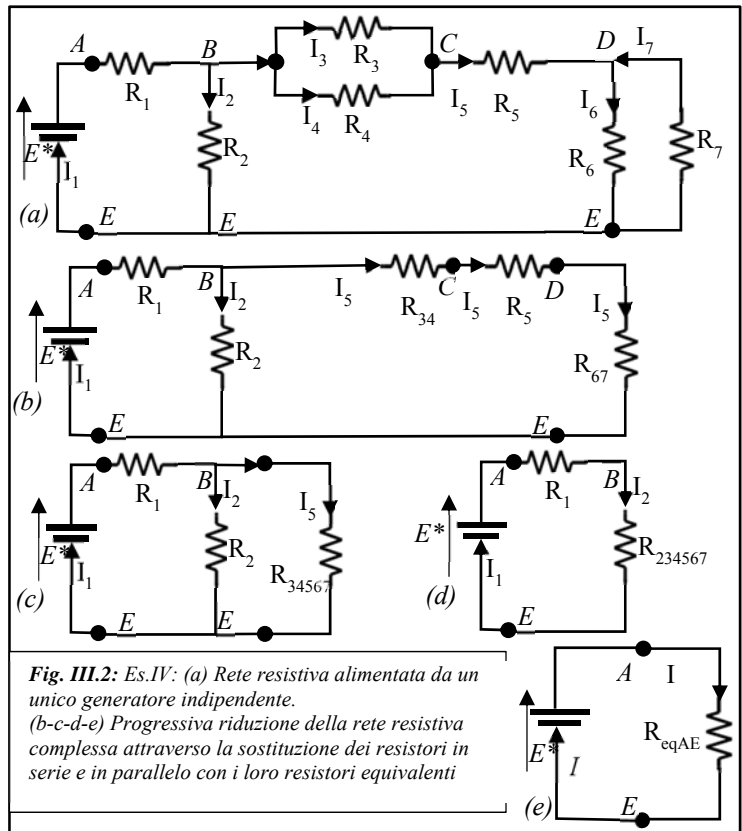 A B I₃ R₃ C D I₇
R₁ I₂ I₄ R₄ I₅ R₅ I₆
E* R₂ R₆ R₇
I₁
(a) E E E
A R₁ B I₂ I₅ R₃₄ C I₅ R₅ D I₅
E* R₂ R₆₇
I₁
(b) E E
A R₁ B I₂ I₅
E* R₂ R₃₄₅₆₇
I₁
(c) E E
A R₁ B I₂
E* R₂₃₄₅₆₇
I₁
(d) E
Fig. III.2: Es.IV: (a) Rete resistiva alimentata da un
unico generatore indipendente.
(b-c-d-e) Progressiva riduzione della rete resistiva
complessa attraverso la sostituzione dei resistori in
serie e in parallelo con i loro resistori equivalenti
A I
E* R_eqAE
I
(e) E